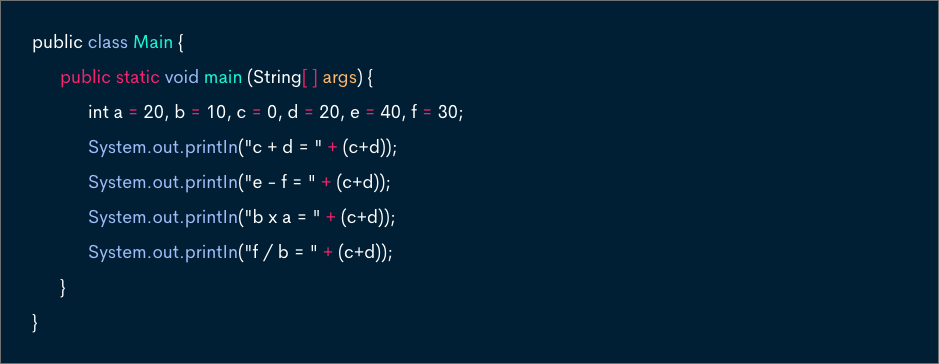 public class Main {
public static void main (String[ ] args) {
int a = 20, b = 10, c = 0, d = 20, e = 40, f = 30;
System.out.println("c + d = " + (c+d));
System.out.println("e - f = " + (c+d));
System.out.println("b x a = " + (c+d));
System.out.println("f / b = " + (c+d));
}
}